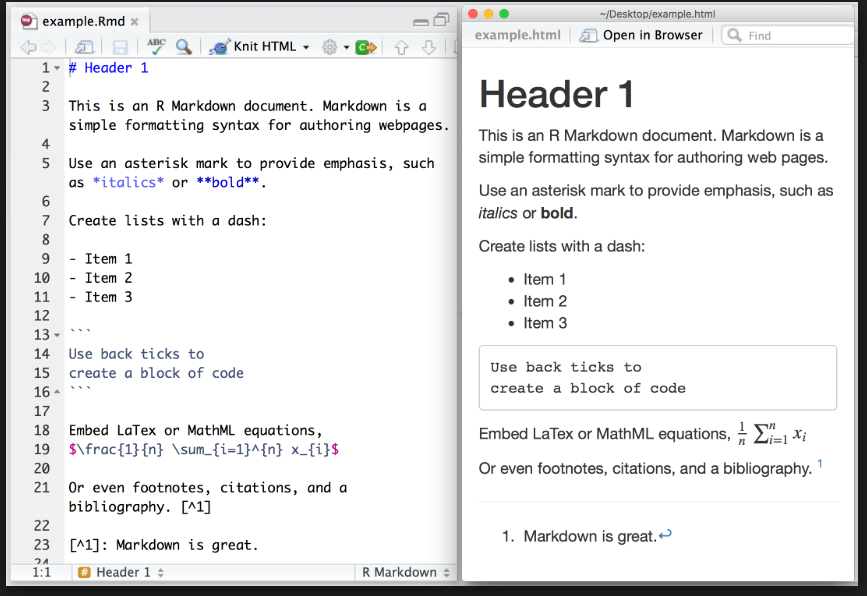 example.Rmd
ABC
Knit HTML
1 # Header 1
2
3 This is an R Markdown document. Markdown is a
simple formatting syntax for authoring webpages.
4
5 Use an asterisk mark to provide emphasis, such
as *italics* or **bold**.
6
7 Create lists with a dash:
8
9 - Item 1
10 - Item 2
11 - Item 3
12
13 ```
14 Use back ticks to
15 create a block of code
16 ```
17
18 Embed LaTex or MathML equations,
19 $\frac{1}{n} \sum_{i=1}^{n} x_{i}$
20
21 Or even footnotes, citations, and a
bibliography. [^1]
22
23 [^1]: Markdown is great.
24
1:1 # Header 1 R Markdown
~/Desktop/example.html
example.html Open in Browser Find
Header 1
This is an R Markdown document. Markdown is a
simple formatting syntax for authoring web pages.
Use an asterisk mark to provide emphasis, such as
italics or bold.
Create lists with a dash:
• Item 1
• Item 2
• Item 3
Use back ticks to
create a block of code
Embed LaTex or MathML equations, 1/n ∑ⁿᵢ₌₁ xᵢ
Or even footnotes, citations, and a bibliography. 1
1. Markdown is great.↩